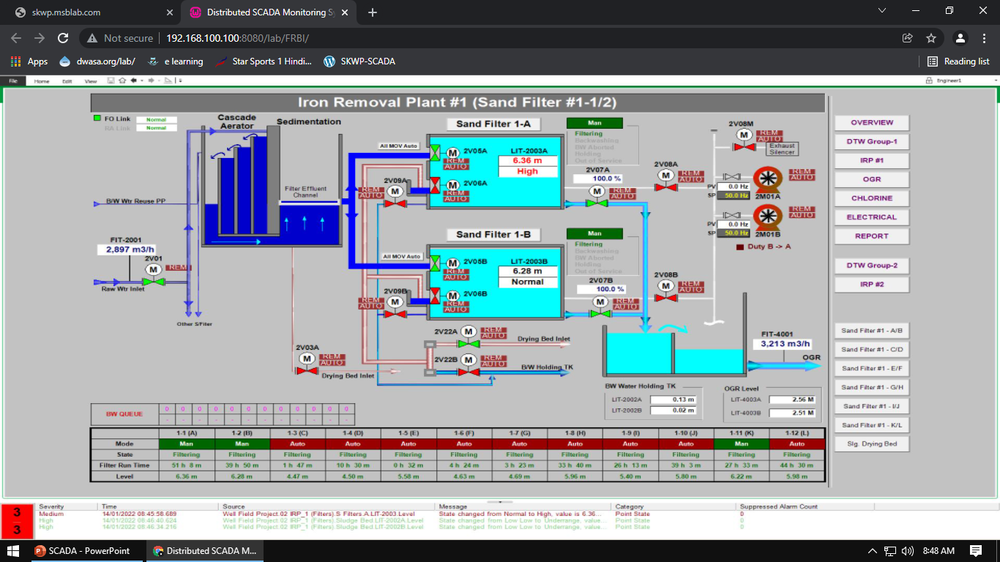 skwp.msblab.com
Distributed SCADA Monitoring Sy
Not secure | 192.168.100.100:8080/lab/FRBI/
Apps dwasa.org/lab/ e learning Star Sports 1 Hindi... SKWP-SCADA Reading list
File Home Edit View Engineer1
Iron Removal Plant #1 (Sand Filter #1-1/2)
FO Link Normal
RA Link Normal
Cascade
Aerator
Sedimentation
Filter Effluent
Channel
B/W Wtr Reuse PP
FIT-2001
2,897 m3/h
2V01
M
REM
Raw Wtr Inlet
Other S/Filter
2V03A
M
REM
AUTO
Drying Bed Inlet
Sand Filter 1-A
All MOV Auto
M 2V05A
REM
AUTO
M 2V06A
REM
AUTO
LIT-2003A
6.36 m
High
2V09A
REM
AUTO
M
Man
Filtering
Backwashing
BW Aborted
Holding
Out of Service
2V07A
100.0 %
M
REM
AUTO
Sand Filter 1-B
All MOV Auto
M 2V05B
REM
AUTO
M 2V06B
REM
AUTO
LIT-2003B
6.28 m
Normal
2V09B
REM
AUTO
M
Man
Filtering
Backwashing
BW Aborted
Holding
Out of Service
2V07B
100.0 %
M
REM
AUTO
2V08M
M
REM
AUTO
Exhaust
Silencer
2V08A
M
REM
AUTO
PV 0.0 Hz
SP 50.0 Hz
2M01A
REM
AUTO
PV 0.0 Hz
SP 50.0 Hz
2M01B
REM
AUTO
Duty B -> A
2V08B
M
REM
AUTO
2V22A
M
REM
AUTO
Drying Bed Inlet
2V22B
M
REM
AUTO
B/W Holding TK
FIT-4001
3,213 m3/h
OGR
BW Water Holding TK
LIT-2002A 0.13 m
LIT-2002B 0.02 m
OGR Level
LIT-4003A 2.56 M
LIT-4003B 2.51 M
OVERVIEW
DTW Group-1
IRP #1
OGR
CHLORINE
ELECTRICAL
REPORT
DTW Group-2
IRP #2
Sand Filter #1 - A/B
Sand Filter #1 - C/D
Sand Filter #1 - E/F
Sand Filter #1 - G/H
Sand Filter #1 - I/J
Sand Filter #1 - K/L
Slg. Drying Bed
BW QUEUE 0 0 0 0 0 0 0 0 0 0 0 0
- - - - - - - - - - - -
1-1 (A) 1-2 (B) 1-3 (C) 1-4 (D) 1-5 (E) 1-6 (F) 1-7 (G) 1-8 (H) 1-9 (I) 1-10 (J) 1-11 (K) 1-12 (L)
Mode Man Man Auto Auto Auto Auto Auto Auto Auto Auto Man Auto
State Filtering Filtering Filtering Filtering Filtering Filtering Filtering Filtering Filtering Filtering Filtering Filtering
Filter Run Time 51 h 8 m 39 h 50 m 1 h 47 m 10 h 30 m 0 h 32 m 4 h 24 m 3 h 23 m 33 h 40 m 26 h 13 m 39 h 3 m 27 h 33 m 44 h 30 m
Level 6.36 m 6.28 m 4.47 m 4.50 m 5.58 m 4.63 m 4.69 m 5.96 m 5.40 m 5.80 m 6.22 m 5.98 m
3
3
Severity Time Source Message Category Suppressed Alarm Count
Medium 14/01/2022 08:45:58.689 Well Field Project.02 IRP_1 (Filters).S Filters.A.LIT-2003.Level State changed from Normal to High, value is 6.36... Point State 0
High 14/01/2022 08:46:40.624 Well Field Project.02 IRP_1 (Filters).Sludge Bed.LIT-2002A.Level State changed from Low Low to Underrange, value... Point State 0
High 14/01/2022 08:46:34.216 Well Field Project.02 IRP_1 (Filters).Sludge Bed.LIT-2002B.Level State changed from Low Low to Underrange, value... Point State 0
SCADA - PowerPoint Distributed SCADA M... 8:48 AM